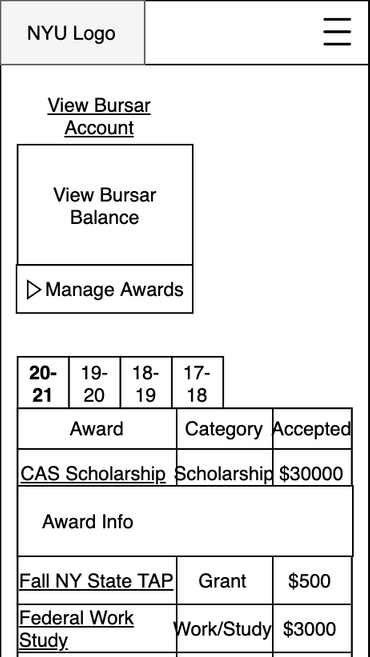 NYU Logo
View Bursar
Account
View Bursar
Balance
Manage Awards
20-
21
19-
20
18-
19
17-
18
Award Category Accepted
CAS Scholarship Scholarship $30000
Award Info
Fall NY State TAP Grant $500
Federal Work
Study
Work/Study $3000